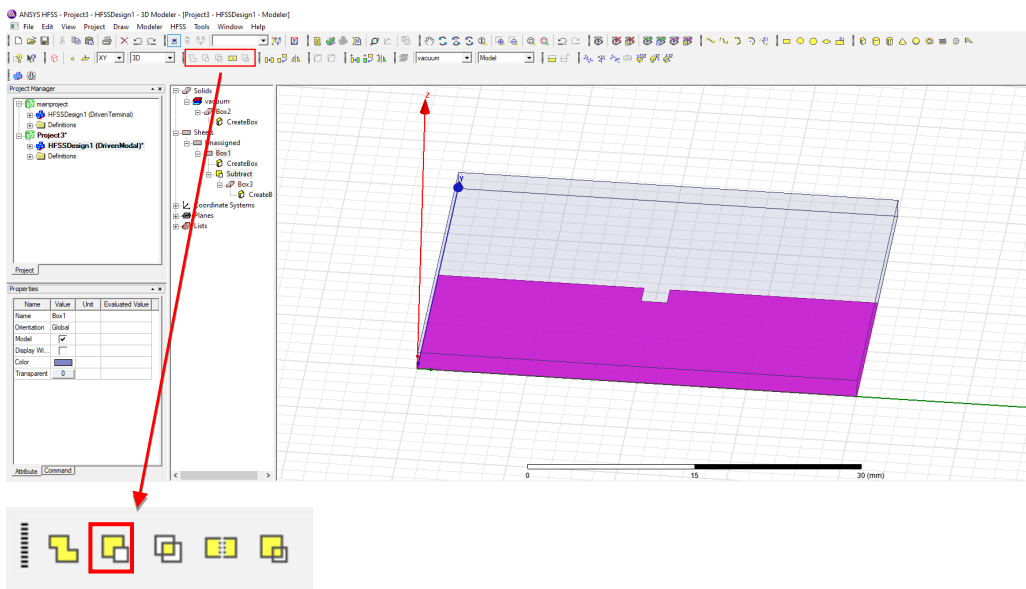 ANSYS HFSS - Project3 - HFSSDesign1 - 3D Modeler - [Project3 - HFSSDesign1 - Modeler]
File Edit View Project Draw Modeler HFSS Tools Window Help
XY 3D vacuum Model
Project Manager
mainproject
HFSSDesign1 (DrivenTerminal)
Definitions
Project3*
HFSSDesign1 (DrivenModal)*
Definitions
Project
Properties
Name Value Unit Evaluated Value
Name Box1
Orientation Global
Model
Display Wi...
Color
Transparent 0
Attribute Command
Solids
vacuum
Box2
CreateBox
Sheets
Unassigned
Box1
CreateBox
Subtract
Box3
CreateB
Coordinate Systems
Planes
Lists
Z
Y
0 15 30 (mm)